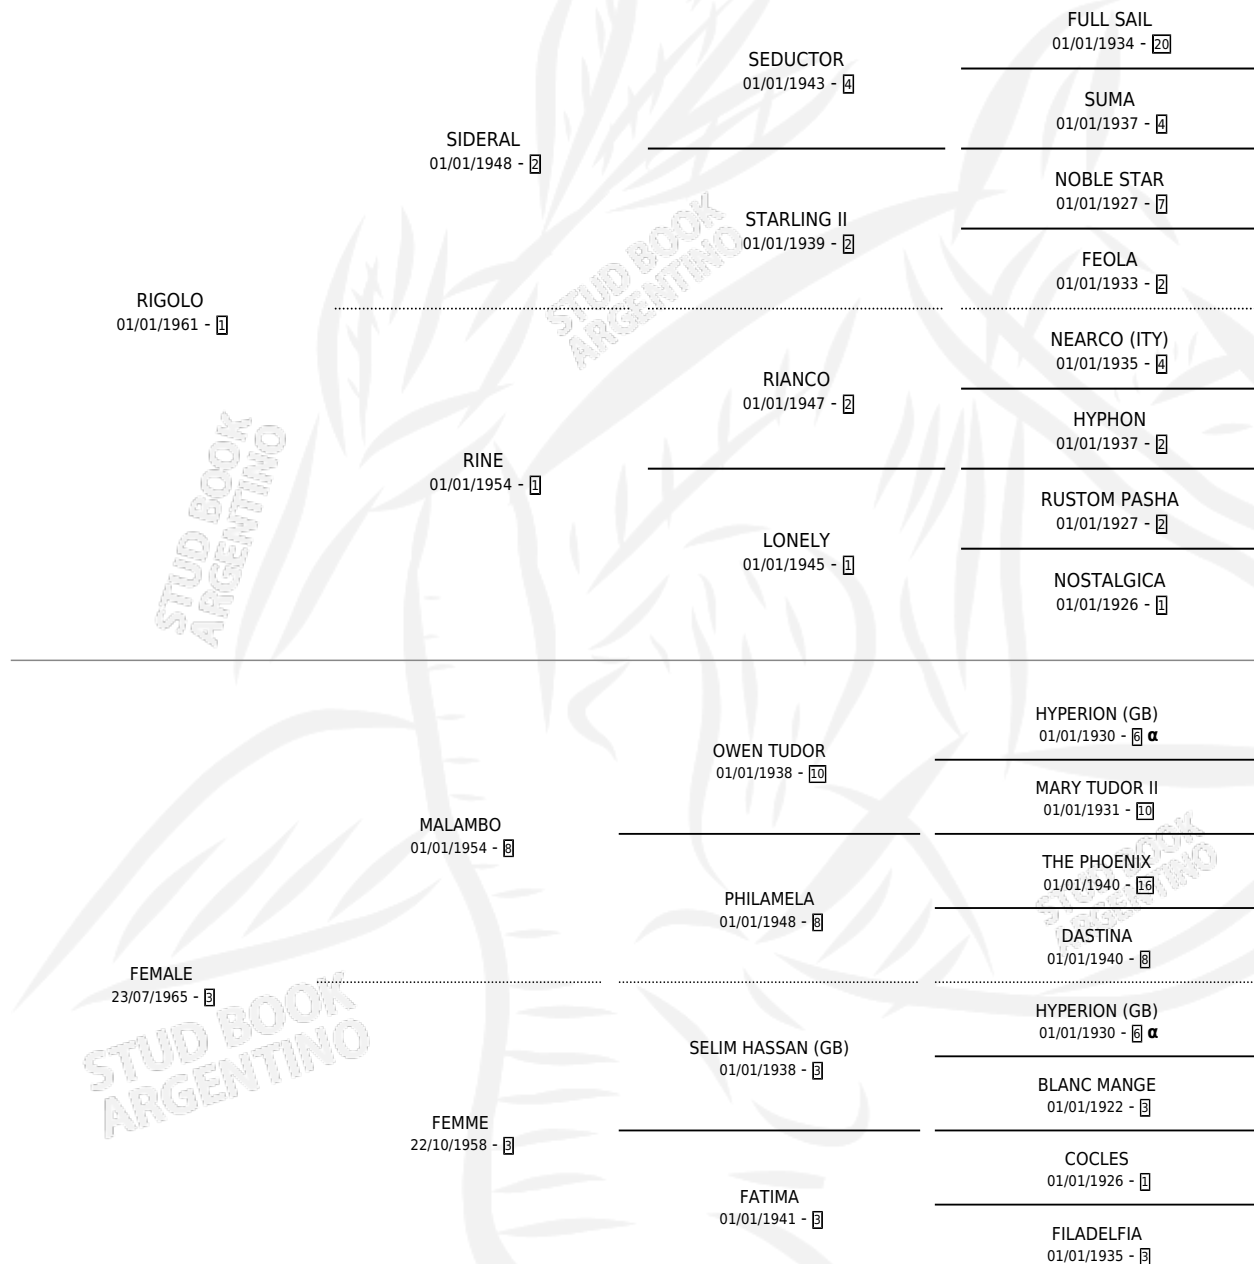 FULL SAIL
01/01/1934 - 20
SEDUCTOR
01/01/1943 - 4
SUMA
01/01/1937 - 4
SIDERAL
01/01/1948 - 2
NOBLE STAR
01/01/1927 - 7
STARLING II
01/01/1939 - 2
FEOLA
01/01/1933 - 2
RIGOLO
01/01/1961 - 1
NEARCO (ITY)
01/01/1935 - 4
RIANCO
01/01/1947 - 2
HYPHON
01/01/1937 - 2
RINE
01/01/1954 - 1
RUSTOM PASHA
01/01/1927 - 2
LONELY
01/01/1945 - 1
NOSTALGICA
01/01/1926 - 1
HYPERION (GB)
01/01/1930 - 6 α
OWEN TUDOR
01/01/1938 - 10
MARY TUDOR II
01/01/1931 - 10
MALAMBO
01/01/1954 - 8
THE PHOENIX
01/01/1940 - 16
PHILAMELA
01/01/1948 - 8
DASTINA
01/01/1940 - 8
FEMALE
23/07/1965 - 3
HYPERION (GB)
01/01/1930 - 6 α
SELIM HASSAN (GB)
01/01/1938 - 3
BLANC MANGE
01/01/1922 - 3
FEMME
22/10/1958 - 3
COCLES
01/01/1926 - 1
FATIMA
01/01/1941 - 3
FILADELFIA
01/01/1935 - 3
STUD BOOK
ARGENTINO
STUD BOOK
ARGENTINO
STUD BOOK
ARGENTINO
STUD BOOK
ARGENTINO